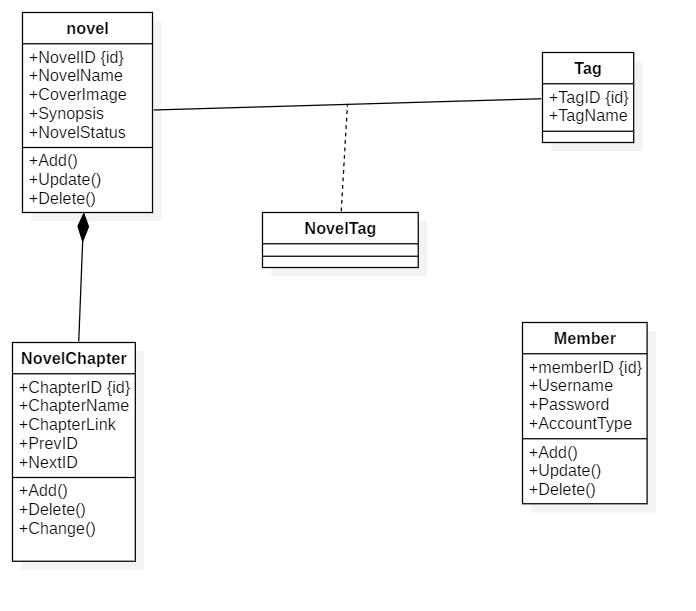 novel
+NovelID {id}
+NovelName
+CoverImage
+Synopsis
+NovelStatus
+Add()
+Update()
+Delete()
Tag
+TagID {id}
+TagName
NovelTag
NovelChapter
+ChapterID {id}
+ChapterName
+ChapterLink
+PrevID
+NextID
+Add()
+Delete()
+Change()
Member
+memberID {id}
+Username
+Password
+AccountType
+Add()
+Update()
+Delete()